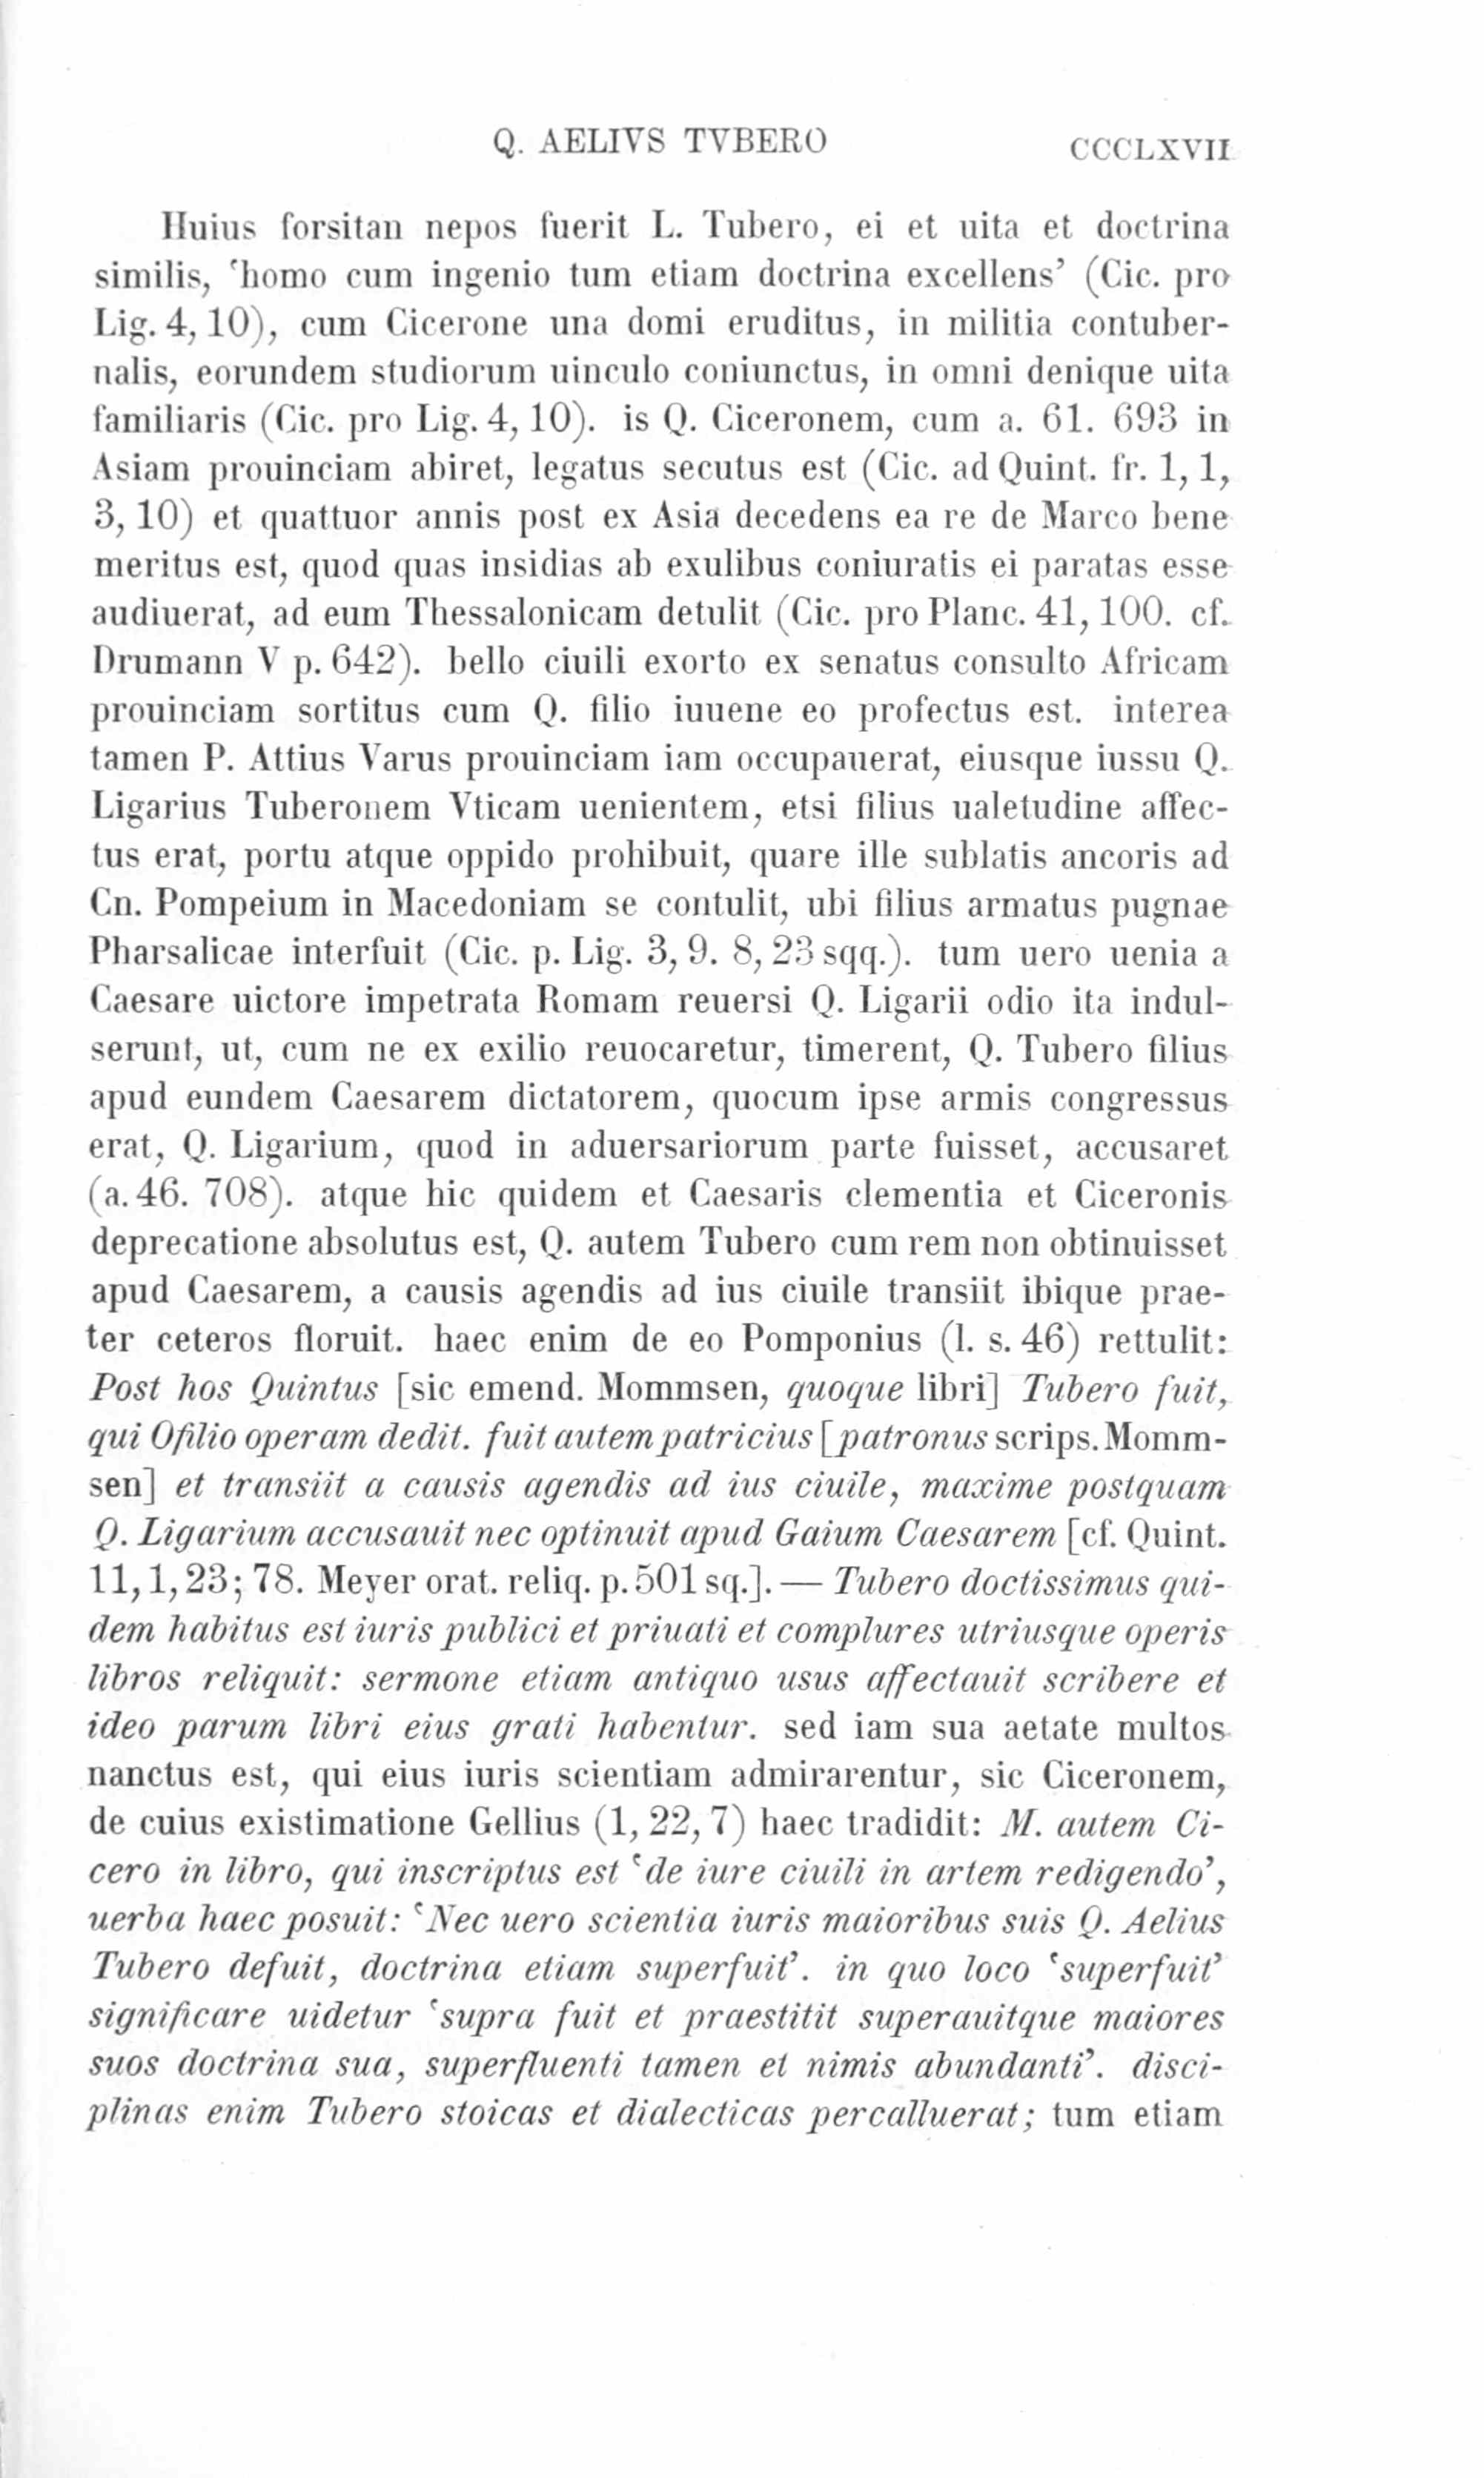 Q. AELIVS TVBERO CCCLXVII
Huius forsitan nepos fuerit L. Tubero, ei et uita et doctrina
similis, ‘homo cum ingenio tum etiam doctrina excellens’ (Cic. pro
Lig. 4, 10), cum Cicerone una domi eruditus, in militia contuber-
nalis, eorundem studiorum uinculo coniunctus, in omni denique uita
familiaris (Cic. pro Lig. 4, 10). is Q. Ciceronem, cum a. 61. 693 in
Asiam prouinciam abiret, legatus secutus est (Cic. ad Quint. fr. 1, 1,
3, 10) et quattuor annis post ex Asia decedens ea re de Marco bene
meritus est, quod quas insidias ab exulibus coniuratis ei paratas esse
audiuerat, ad eum Thessalonicam detulit (Cic. pro Planc. 41, 100. cf.
Drumann V p. 642). bello ciuili exorto ex senatus consulto Africam
prouinciam sortitus cum Q. filio iuuene eo profectus est. interea
tamen P. Attius Varus prouinciam iam occupauerat, eiusque iussu Q.
Ligarius Tuberonem Vticam uenientem, etsi filius ualetudine affec-
tus erat, portu atque oppido prohibuit, quare ille sublatis ancoris ad
Cn. Pompeium in Macedoniam se contulit, ubi filius armatus pugnae
Pharsalicae interfuit (Cic. p. Lig. 3, 9. 8, 23 sqq.). tum uero uenia a
Caesare uictore impetrata Romam reuersi Q. Ligarii odio ita indul-
serunt, ut, cum ne ex exilio reuocaretur, timerent, Q. Tubero filius
apud eundem Caesarem dictatorem, quocum ipse armis congressus
erat, Q. Ligarium, quod in aduersariorum parte fuisset, accusaret
(a. 46. 708). atque hic quidem et Caesaris clementia et Ciceronis
deprecatione absolutus est, Q. autem Tubero cum rem non obtinuisset
apud Caesarem, a causis agendis ad ius ciuile transiit ibique prae-
ter ceteros floruit. haec enim de eo Pomponius (l. s. 46) rettulit:
Post hos Quintus [sic emend. Mommsen, quoque libri] Tubero fuit,
qui Ofilio operam dedit. fuit autem patricius [patronus scrips. Momm-
sen] et transiit a causis agendis ad ius ciuile, maxime postquam
Q. Ligarium accusauit nec optinuit apud Gaium Caesarem [cf. Quint.
11, 1, 23; 78. Meyer orat. reliq. p. 501 sq.]. — Tubero doctissimus qui-
dem habitus est iuris publici et priuati et complures utriusque operis
libros reliquit: sermone etiam antiquo usus affectauit scribere et
ideo parum libri eius grati habentur. sed iam sua aetate multos
nanctus est, qui eius iuris scientiam admirarentur, sic Ciceronem,
de cuius existimatione Gellius (1, 22, 7) haec tradidit: M. autem Ci-
cero in libro, qui inscriptus est ‘de iure ciuili in artem redigendo’,
uerba haec posuit: ‘Nec uero scientia iuris maioribus suis Q. Aelius
Tubero defuit, doctrina etiam superfuit’. in quo loco ‘superfuit’
significare uidetur ‘supra fuit et praestitit superauitque maiores
suos doctrina sua, superfluenti tamen et nimis abundanti’. disci-
plinas enim Tubero stoicas et dialecticas percalluerat; tum etiam